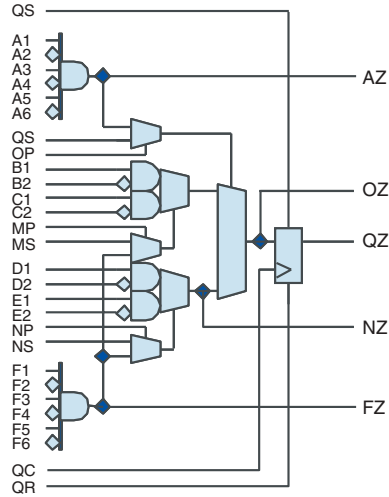 QS
A1
A2
A3
A4
A5
A6
AZ
QS
OP
B1
B2
C1
C2
MP
MS
OZ
QZ
D1
D2
E1
E2
NP
NS
NZ
F1
F2
F3
F4
F5
F6
FZ
QC
QR